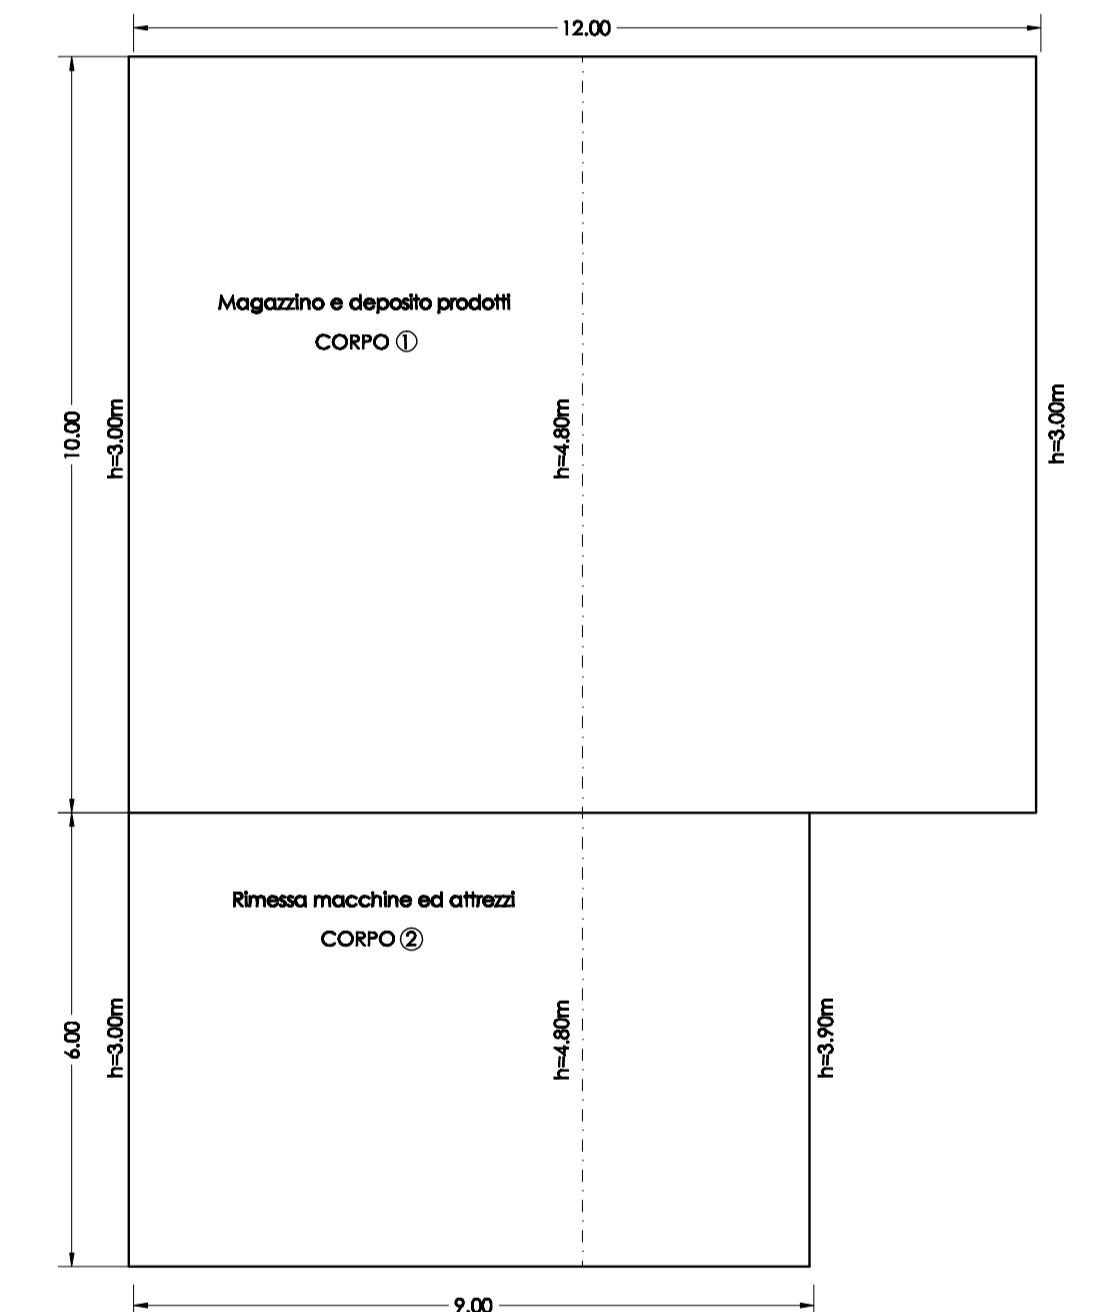 12.00
Magazzino e deposito prodotti
CORPO ①
10.00
h=3.00m
h=4.80m
h=3.00m
Rimessa macchine ed attrezzi
CORPO ②
6.00
h=3.00m
h=4.80m
h=3.90m
9.00